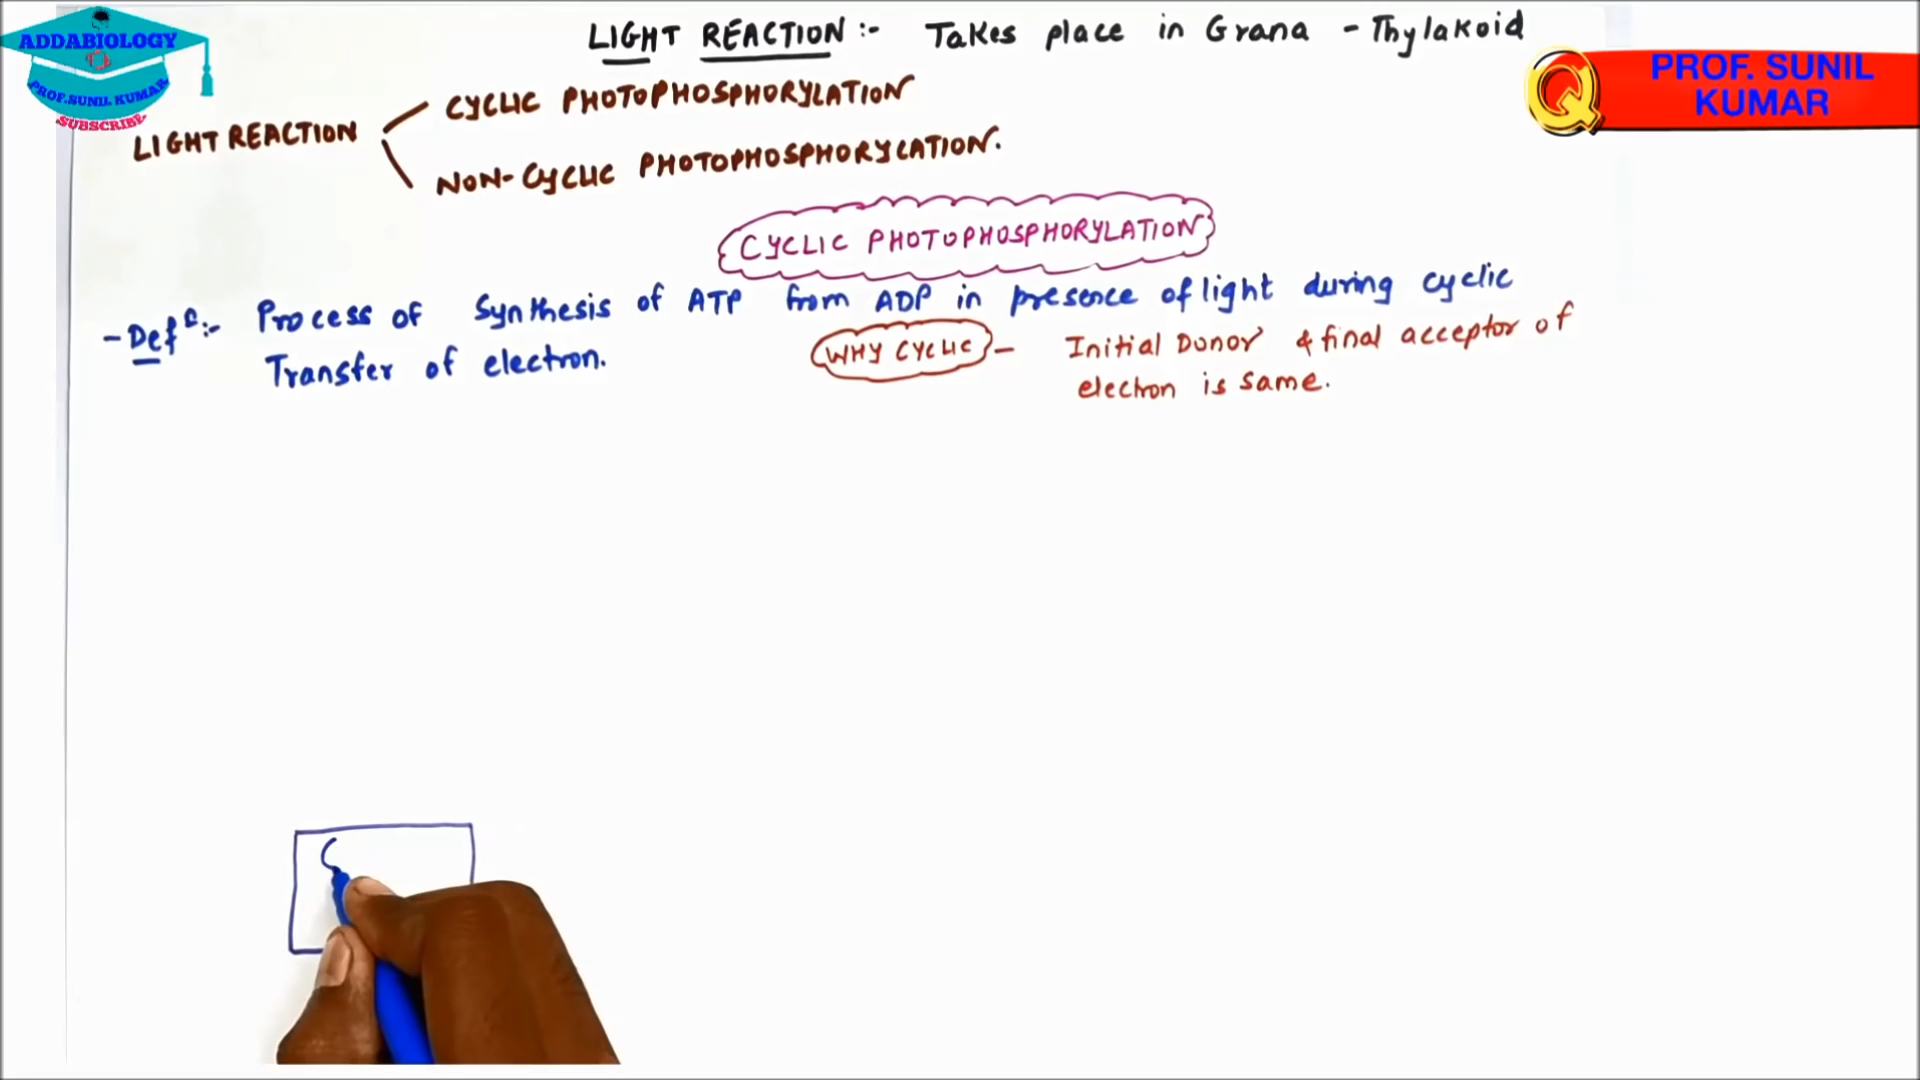 ADDABIOLOGY
PROF.SUNIL KUMAR
SUBSCRIBE
LIGHT REACTION :- Takes place in Grana - Thylakoid
PROF. SUNIL
KUMAR
LIGHT REACTION
CYCLIC PHOTOPHOSPHORYLATION
NON-CYCLIC PHOTOPHOSPHORYLATION.
CYCLIC PHOTOPHOSPHORYLATION
- Defn:- Process of Synthesis of ATP from ADP in presence of light during cyclic
Transfer of electron.
WHY CYCLIC - Initial Donor & final acceptor of
electron is same.